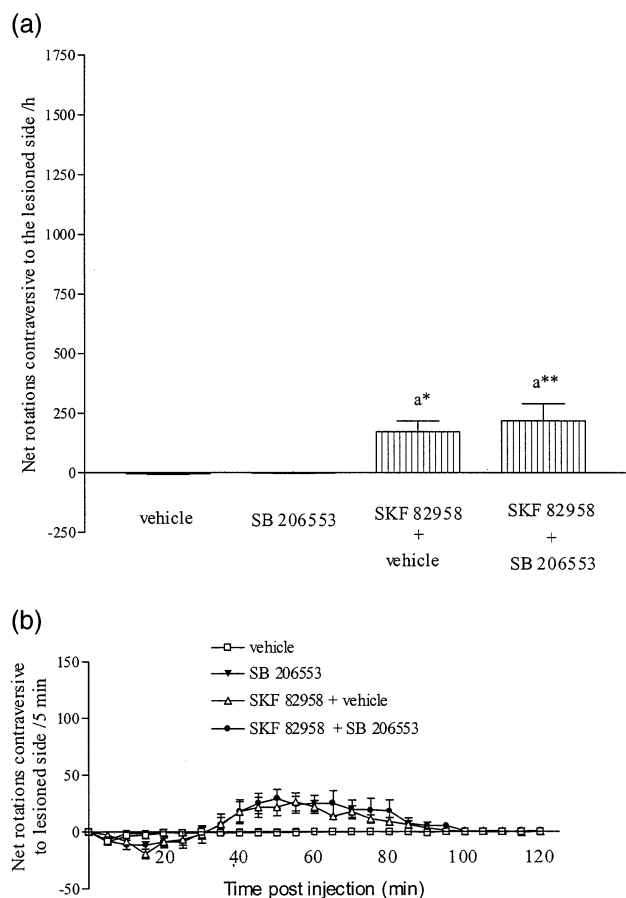 (a)
Net rotations contraversive to the lesioned side /h
1750
1500
1250
1000
750
500
250
0
-250
a*
a**
vehicle
SB 206553
SKF 82958
+
vehicle
SKF 82958
+
SB 206553
(b)
Net rotations contraversive
to lesioned side /5 min
150
100
50
0
-50
vehicle
SB 206553
SKF 82958 + vehicle
SKF 82958 + SB 206553
20
40
60
80
100
120
Time post injection (min)